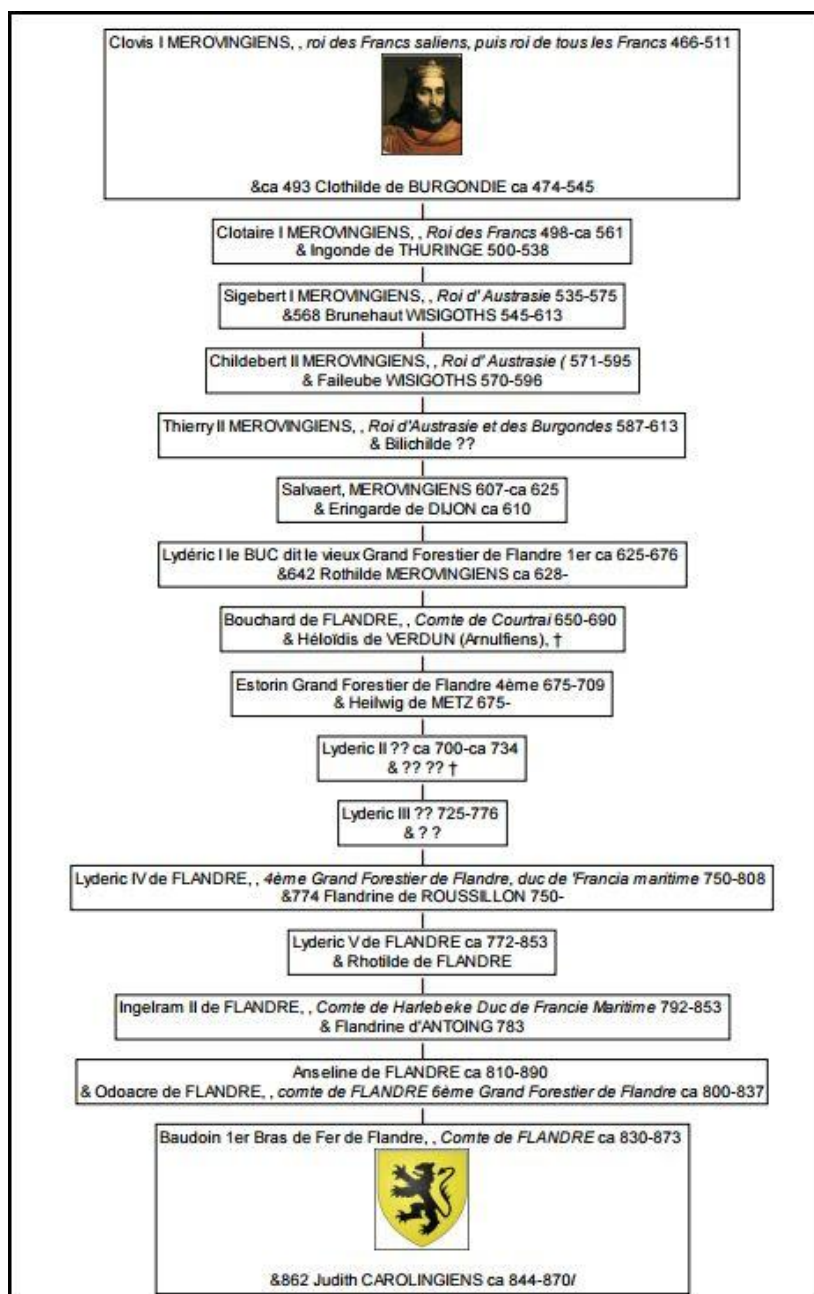 Clovis I MEROVINGIENS, , roi des Francs saliens, puis roi de tous les Francs 466-511
&ca 493 Clothilde de BURGONDIE ca 474-545
Clotaire I MEROVINGIENS, , Roi des Francs 498-ca 561
& Ingonde de THURINGE 500-538
Sigebert I MEROVINGIENS, , Roi d'Austrasie 535-575
&568 Brunehaut WISIGOTHS 545-613
Childebert II MEROVINGIENS, , Roi d'Austrasie ( 571-595
& Faileube WISIGOTHS 570-596
Thierry II MEROVINGIENS, , Roi d'Austrasie et des Burgondes 587-613
& Bilichilde ??
Salvaert, MEROVINGIENS 607-ca 625
& Eringarde de DIJON ca 610
Lydéric I le BUC dit le vieux Grand Forestier de Flandre 1er ca 625-676
&642 Rothilde MEROVINGIENS ca 628-
Bouchard de FLANDRE, , Comte de Courtrai 650-690
& Héloïdis de VERDUN (Arnulfiens), †
Estorin Grand Forestier de Flandre 4ème 675-709
& Heilwig de METZ 675-
Lyderic II ?? ca 700-ca 734
& ?? ?? †
Lyderic III ?? 725-776
& ? ?
Lyderic IV de FLANDRE, , 4ème Grand Forestier de Flandre, duc de 'Francia maritime 750-808
&774 Flandrine de ROUSSILLON 750-
Lyderic V de FLANDRE ca 772-853
& Rhotilde de FLANDRE
Ingelram II de FLANDRE, , Comte de Harlebeke Duc de Francie Maritime 792-853
& Flandrine d'ANTOING 783
Anseline de FLANDRE ca 810-890
& Odoacre de FLANDRE, , comte de FLANDRE 6ème Grand Forestier de Flandre ca 800-837
Baudoin 1er Bras de Fer de Flandre, , Comte de FLANDRE ca 830-873
&862 Judith CAROLINGIENS ca 844-870/